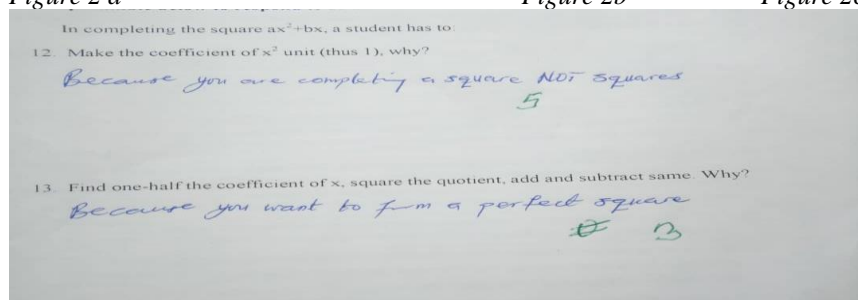 Figure 2 a Figure 2b Figure 2c
In completing the square ax²+bx, a student has to:
12. Make the coefficient of x² unit (thus 1), why?
Because you are completing a square NOT squares
5
13. Find one-half the coefficient of x, square the quotient, add and subtract same. Why?
Because you want to form a perfect square
3